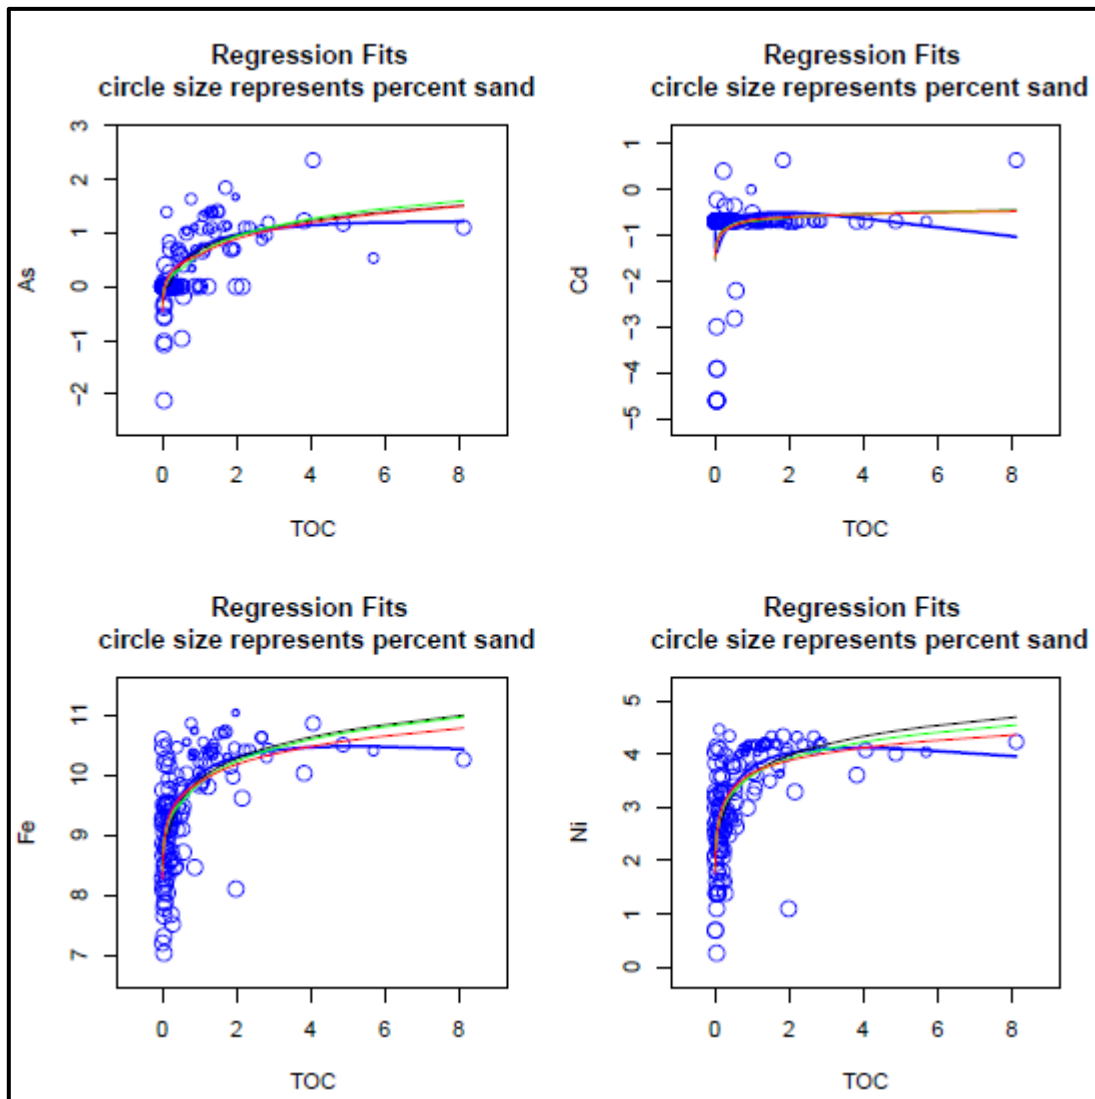 Regression Fits
circle size represents percent sand
As
3
2
1
0
−1
−2
0 2 4 6 8
TOC
Regression Fits
circle size represents percent sand
Cd
1
0
−1
−2
−3
−4
−5
0 2 4 6 8
TOC
Regression Fits
circle size represents percent sand
Fe
11
10
9
8
7
0 2 4 6 8
TOC
Regression Fits
circle size represents percent sand
Ni
5
4
3
2
1
0
0 2 4 6 8
TOC